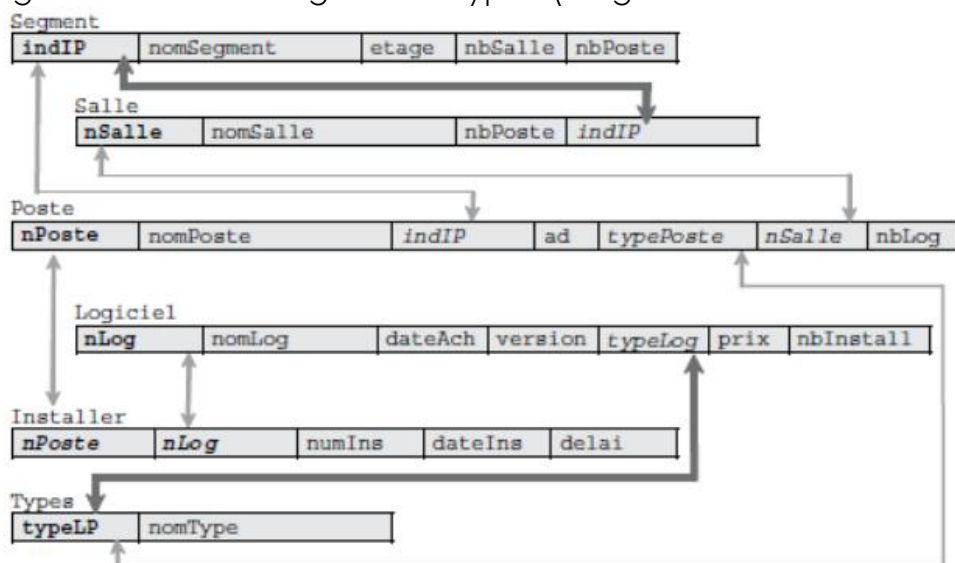 Segment
indIP nomSegment etage nbSalle nbPoste
Salle
nSalle nomSalle nbPoste indIP
Poste
nPoste nomPoste indIP ad typePoste nSalle nbLog
Logiciel
nLog nomLog dateAch version typeLog prix nbInstall
Installer
nPoste nLog numIns dateIns delai
Types
typeLP nomType